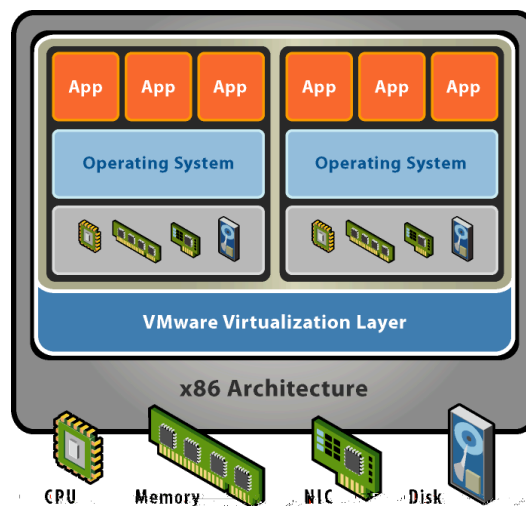 App App App App App App
Operating System Operating System
VMware Virtualization Layer
x86 Architecture
CPU Memory NIC Disk